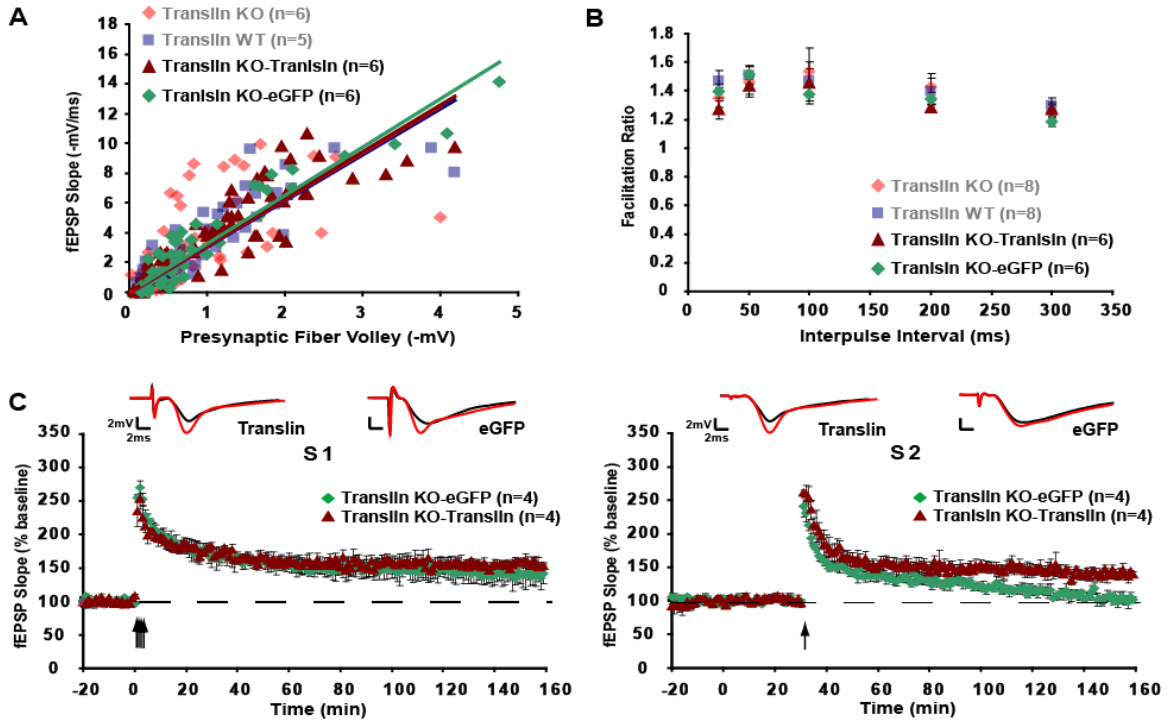 A
Translin KO (n=6)
Translin WT (n=5)
Translin KO-Tranlsin (n=6)
Tranlsin KO-eGFP (n=6)
fEPSP Slope (-mV/ms)
18
16
14
12
10
8
6
4
2
0
0 1 2 3 4 5
Presynaptic Fiber Volley (-mV)
B
Facilitation Ratio
1.8
1.6
1.4
1.2
1
0.8
0.6
0.4
0.2
0
Translin KO (n=8)
Translin WT (n=8)
Translin KO-Tranlsin (n=6)
Tranlsin KO-eGFP (n=6)
0 50 100 150 200 250 300 350
Interpulse Interval (ms)
C
2mV
2ms
Translin
eGFP
S1
fEPSP Slope (% baseline)
350
300
250
200
150
100
50
0
Translin KO-eGFP (n=4)
Translin KO-Translin (n=4)
-20 0 20 40 60 80 100 120 140 160
Time (min)
2mV
2ms
Translin
eGFP
S2
fEPSP Slope (% baseline)
350
300
250
200
150
100
50
0
Translin KO-eGFP (n=4)
Tranlsin KO-Translin (n=4)
-20 0 20 40 60 80 100 120 140 160
Time (min)